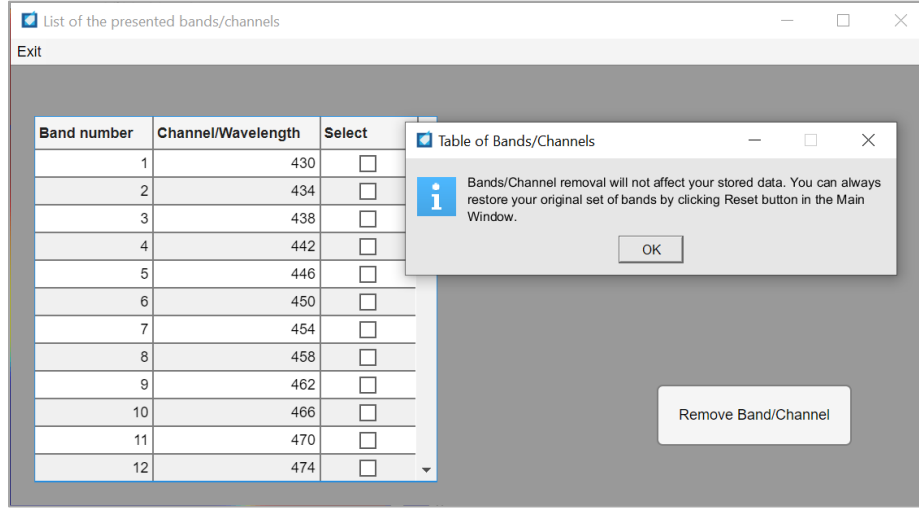 List of the presented bands/channels
Exit
Band number Channel/Wavelength Select
1 430
2 434
3 438
4 442
5 446
6 450
7 454
8 458
9 462
10 466
11 470
12 474
Table of Bands/Channels
Bands/Channel removal will not affect your stored data. You can always
restore your original set of bands by clicking Reset button in the Main
Window.
OK
Remove Band/Channel